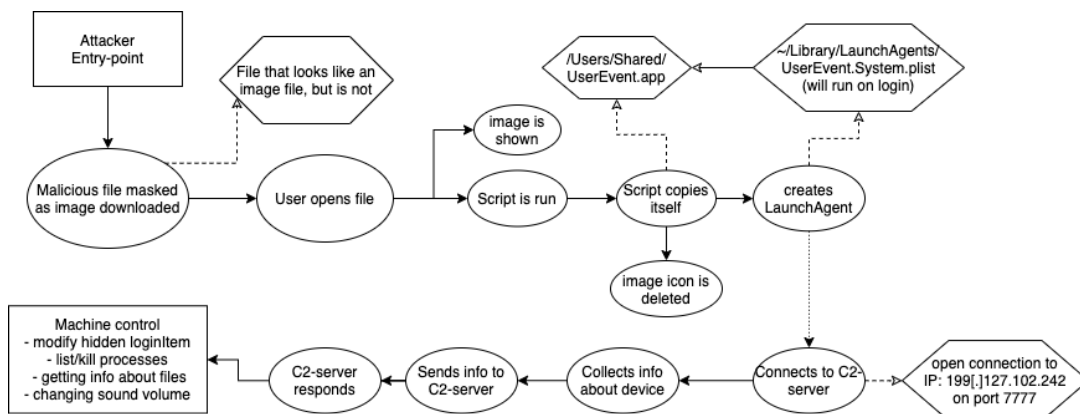 Attacker
Entry-point
File that looks like an
image file, but is not
/Users/Shared/
UserEvent.app
~/Library/LaunchAgents/
UserEvent.System.plist
(will run on login)
image is
shown
Malicious file masked
as image downloaded
User opens file
Script is run
Script copies
itself
creates
LaunchAgent
image icon is
deleted
Machine control
- modify hidden loginItem
- list/kill processes
- getting info about files
- changing sound volume
C2-server
responds
Sends info to
C2-server
Collects info
about device
Connects to C2-
server
open connection to
IP: 199[.]127.102.242
on port 7777